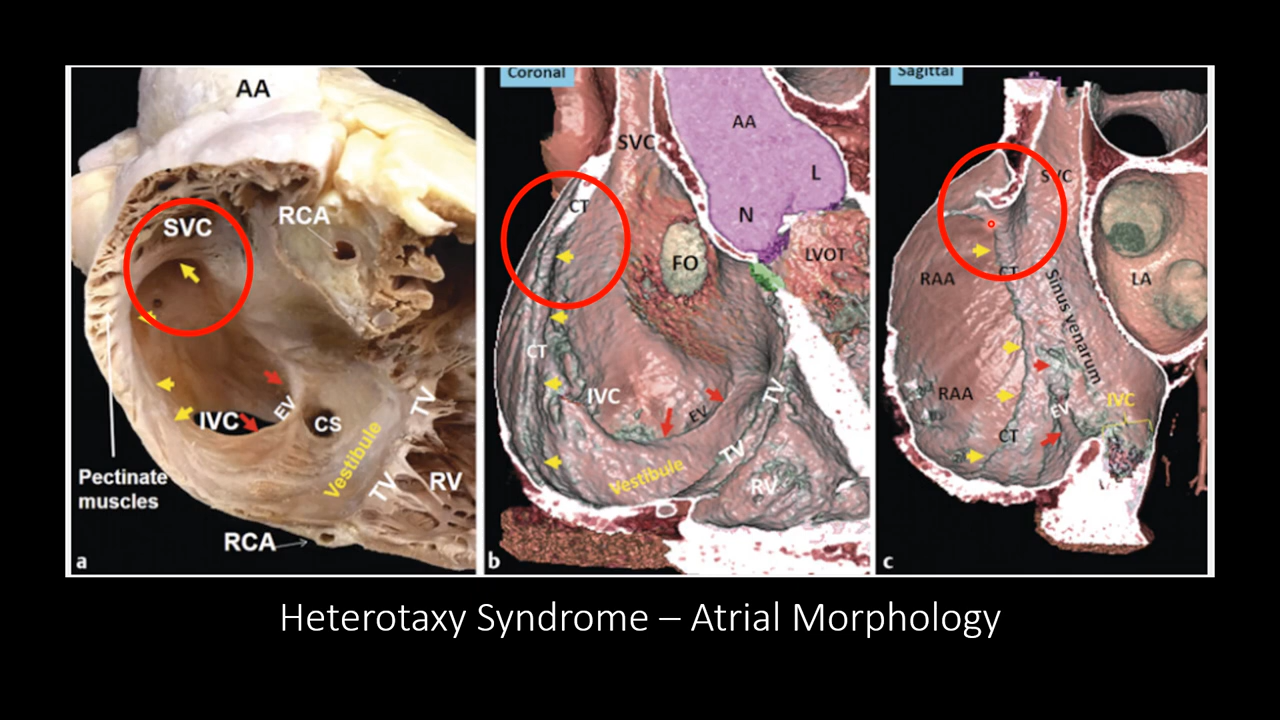 AA
SVC
RCA
IVC
EV
CS
TV
Vestibule
TV
RV
Pectinate
muscles
RCA
a
Coronal
SVC
AA
L
CT
N
FO
LVOT
CT
IVC
EV
TV
TV
Vestibule
RV
b
Sagittal
SVC
RAA
CT
LA
Sinus venarum
RAA
EV
IVC
CT
c
Heterotaxy Syndrome – Atrial Morphology